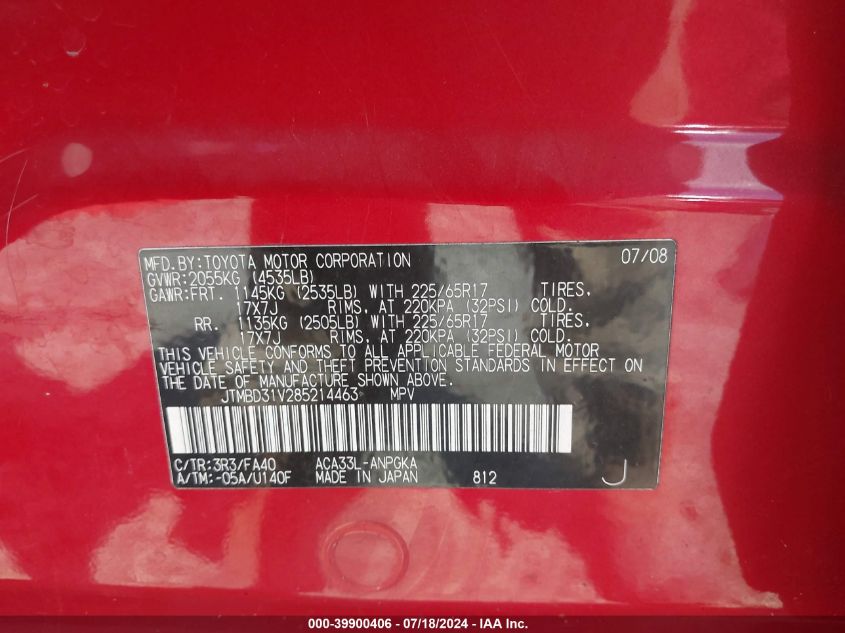 MFD.BY:TOYOTA MOTOR CORPORATION 07/08
GVWR:2055KG (4535LB)
GAWR:FRT. 1145KG (2535LB) WITH 225/65R17 TIRES,
17X7J RIMS, AT 220KPA (32PSI) COLD.
RR. 1135KG (2505LB) WITH 225/65R17 TIRES,
17X7J RIMS, AT 220KPA (32PSI) COLD.
THIS VEHICLE CONFORMS TO ALL APPLICABLE FEDERAL MOTOR
VEHICLE SAFETY AND THEFT PREVENTION STANDARDS IN EFFECT ON
THE DATE OF MANUFACTURE SHOWN ABOVE.
JTMBD31V285214463 MPV
C/TR:3R3/FA40 ACA33L-ANPGKA
A/TM:-05A/U140F MADE IN JAPAN 812 J
000-39900406 - 07/18/2024 - IAA Inc.